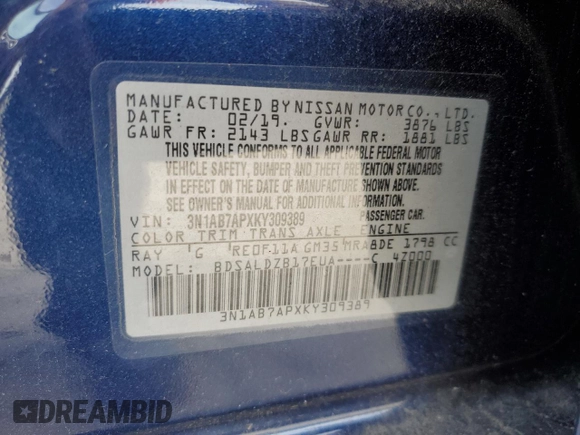 MANUFACTURED BY NISSAN MOTOR CO., LTD.
DATE: 02/19. GVWR: 3876 LBS
GAWR FR: 2143 LBS GAWR RR: 1881 LBS
THIS VEHICLE CONFORMS TO ALL APPLICABLE FEDERAL MOTOR
VEHICLE SAFETY, BUMPER AND THEFT PREVENTION STANDARDS
IN EFFECT ON THE DATE OF MANUFACTURE SHOWN ABOVE.
SEE OWNER'S MANUAL FOR ADDITIONAL INFORMATION.
VIN: 3N1AB7APXKY309389 PASSENGER CAR.
COLOR TRIM TRANS AXLE ENGINE
RAY G RE0F11A GM35 MRA8DE 1798 CC
MODEL: BDSALDZB17EUA----C 4Z000
3N1AB7APXKY309389
DREAMBID